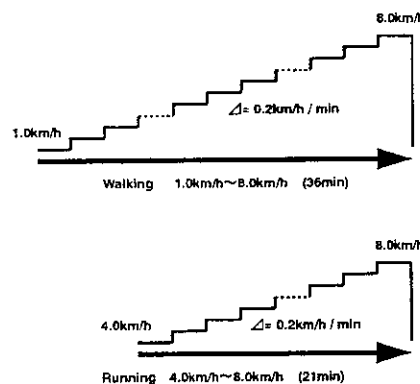 8.0km/h
1.0km/h
⊿= 0.2km/h / min
Walking 1.0km/h〜8.0km/h (36min)
8.0km/h
4.0km/h
⊿= 0.2km/h / min
Running 4.0km/h〜8.0km/h (21min)